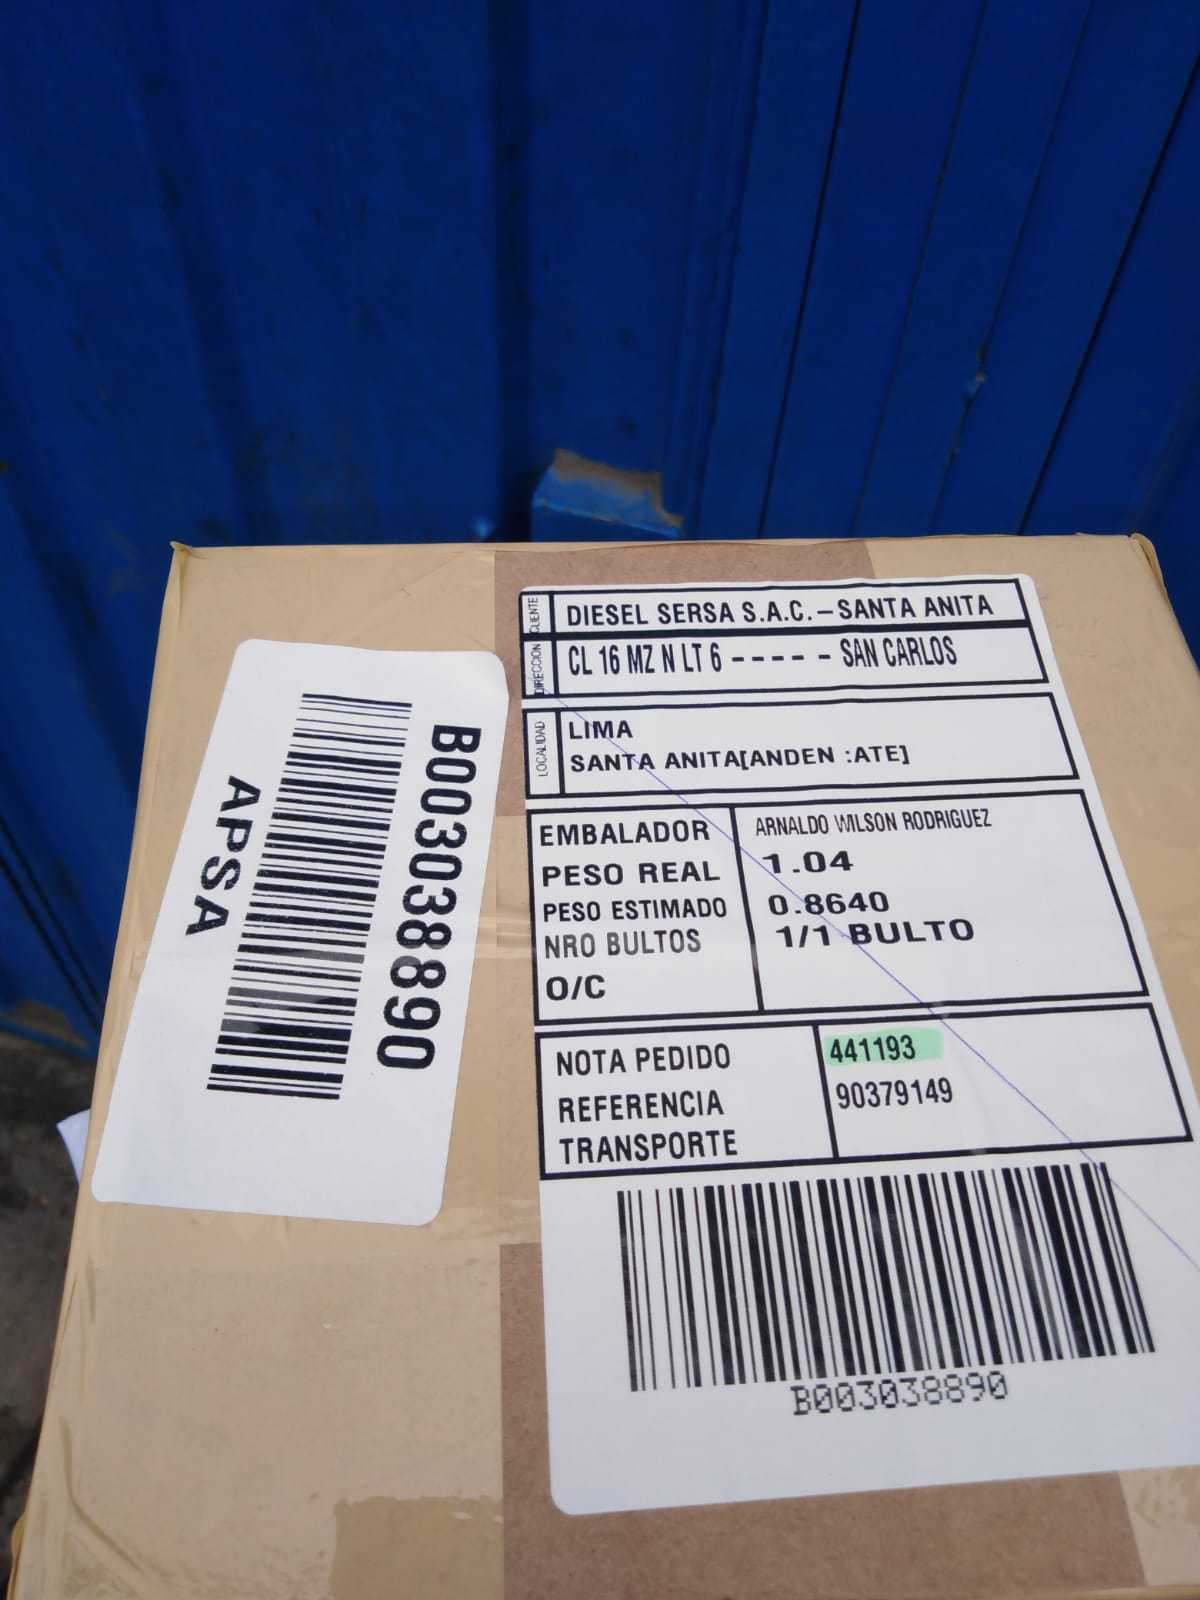 B003038890
APSA
CLIENTE
DIESEL SERSA S.A.C.-SANTA ANITA
DIRECCION
CL 16 MZ N LT 6 ----- SAN CARLOS
LOCALIDAD
LIMA
SANTA ANITA[ANDEN :ATE]
EMBALADOR ARNALDO WILSON RODRIGUEZ
PESO REAL 1.04
PESO ESTIMADO 0.8640
NRO BULTOS 1/1 BULTO
O/C
NOTA PEDIDO 441193
REFERENCIA 90379149
TRANSPORTE
B003038890